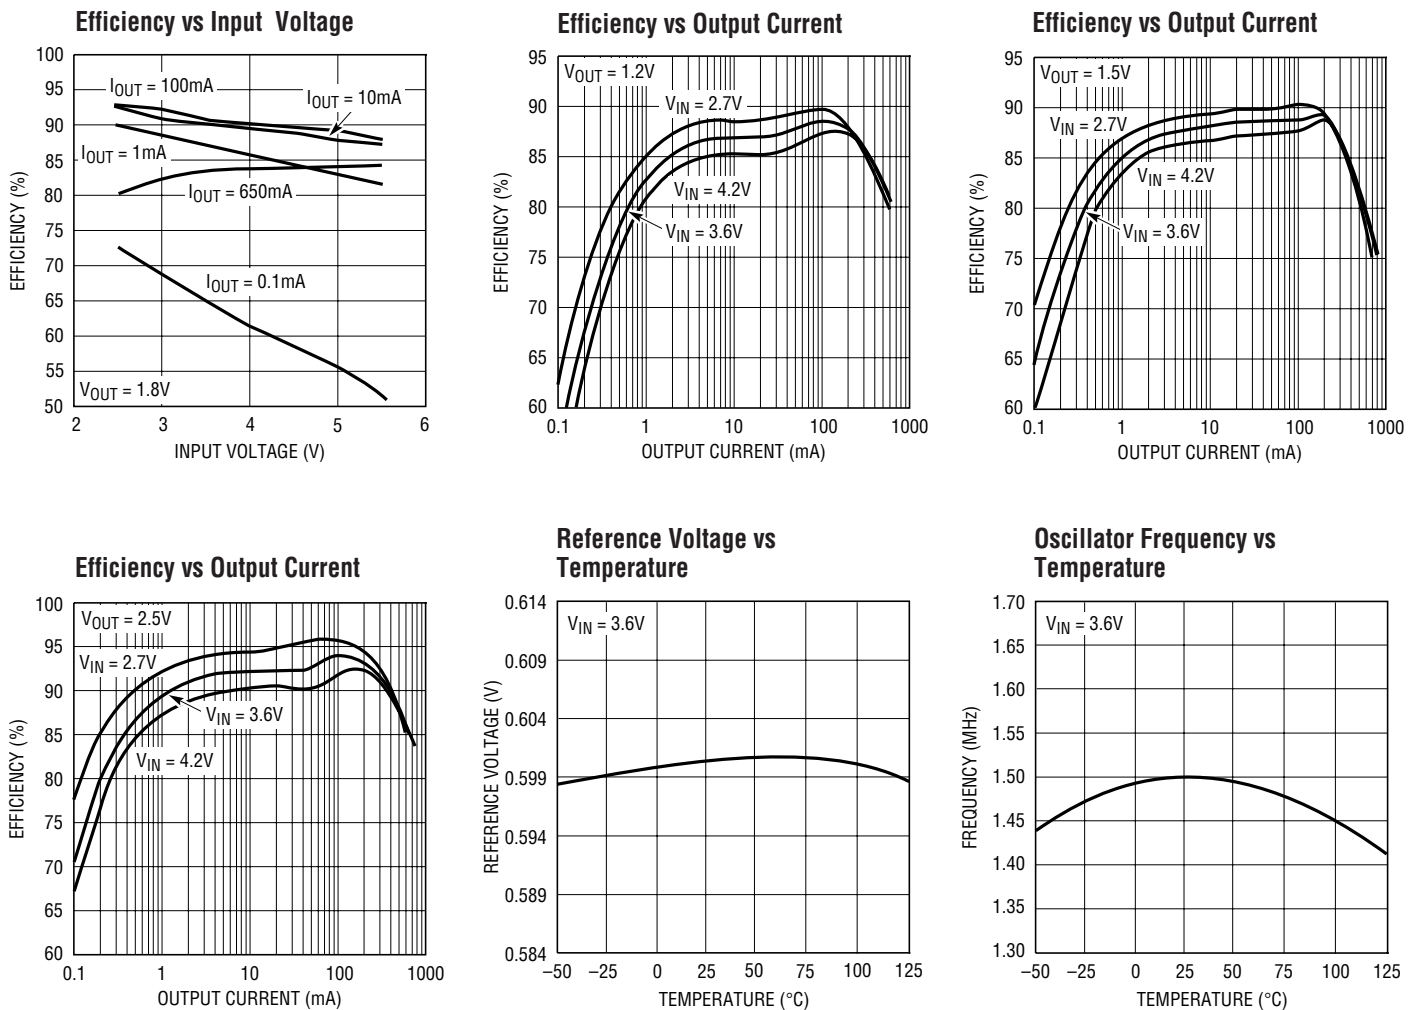 Efficiency vs Input Voltage
100
95
90
85
80
75
70
65
60
55
50
EFFICIENCY (%)
IOUT = 100mA
IOUT = 10mA
IOUT = 1mA
IOUT = 650mA
IOUT = 0.1mA
VOUT = 1.8V
2 3 4 5 6
INPUT VOLTAGE (V)
Efficiency vs Output Current
95
90
85
80
75
70
65
60
EFFICIENCY (%)
VOUT = 1.2V
VIN = 2.7V
VIN = 4.2V
VIN = 3.6V
0.1 1 10 100 1000
OUTPUT CURRENT (mA)
Efficiency vs Output Current
95
90
85
80
75
70
65
60
EFFICIENCY (%)
VOUT = 1.5V
VIN = 2.7V
VIN = 4.2V
VIN = 3.6V
0.1 1 10 100 1000
OUTPUT CURRENT (mA)
Efficiency vs Output Current
100
95
90
85
80
75
70
65
60
EFFICIENCY (%)
VOUT = 2.5V
VIN = 2.7V
VIN = 3.6V
VIN = 4.2V
0.1 1 10 100 1000
OUTPUT CURRENT (mA)
Reference Voltage vs
Temperature
0.614
0.609
0.604
0.599
0.594
0.589
0.584
REFERENCE VOLTAGE (V)
VIN = 3.6V
–50 –25 0 25 50 75 100 125
TEMPERATURE (°C)
Oscillator Frequency vs
Temperature
1.70
1.65
1.60
1.55
1.50
1.45
1.40
1.35
1.30
FREQUENCY (MHz)
VIN = 3.6V
–50 –25 0 25 50 75 100 125
TEMPERATURE (°C)